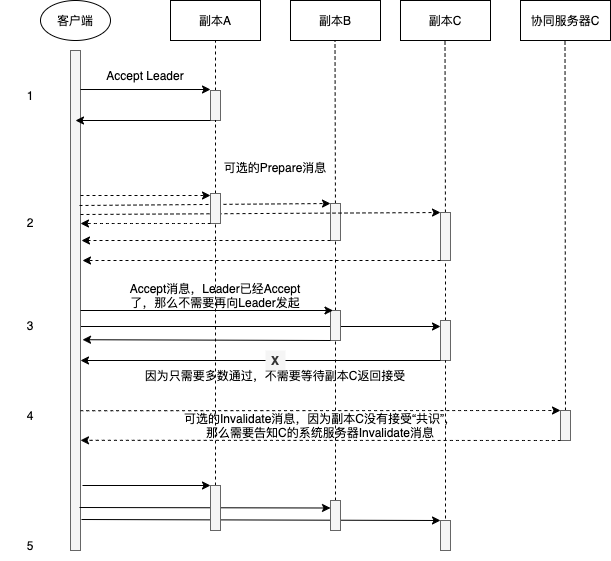 客户端
副本A
副本B
副本C
协同服务器C
Accept Leader
1
可选的Prepare消息
2
Accept消息，Leader已经Accept
了，那么不需要再向Leader发起
3
X
因为只需要多数通过，不需要等待副本C返回接受
4
可选的Invalidate消息，因为副本C没有接受“共识”，
那么需要告知C的系统服务器Invalidate消息
5